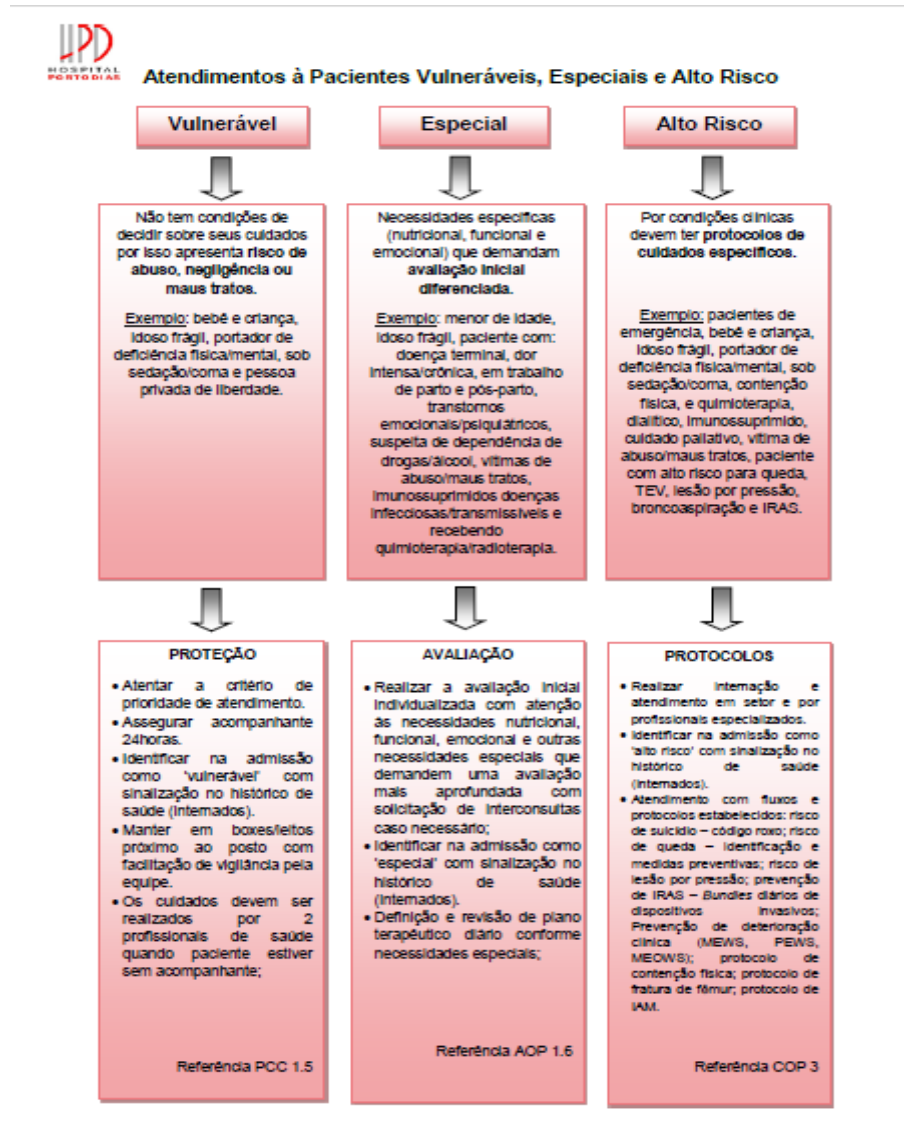 HPD
HOSPITAL
PORTO DIAS
Atendimentos à Pacientes Vulneráveis, Especiais e Alto Risco
Vulnerável
Não tem condições de
decidir sobre seus cuidados
por isso apresenta risco de
abuso, negligência ou
maus tratos.
Exemplo: bebê e criança,
idoso frágil, portador de
deficiência física/mental, sob
sedação/coma e pessoa
privada de liberdade.
PROTEÇÃO
• Atentar a critério de
prioridade de atendimento.
• Assegurar acompanhante
24horas.
• Identificar na admissão
como 'vulnerável' com
sinalização no histórico de
saúde (Internados).
• Manter em boxes/leitos
próximo ao posto com
facilitação de vigilância pela
equipe.
• Os cuidados devem ser
realizados por 2
profissionais de saúde
quando paciente estiver
sem acompanhante;
Referência PCC 1.5
Especial
Necessidades específicas
(nutricional, funcional e
emocional) que demandam
avaliação inicial
diferenciada.
Exemplo: menor de idade,
idoso frágil, paciente com:
doença terminal, dor
intensa/crônica, em trabalho
de parto e pós-parto,
transtornos
emocionais/psiquiátricos,
suspeita de dependência de
drogas/álcool, vítimas de
abuso/maus tratos,
imunossuprimidos doenças
infecciosas/transmissíveis e
recebendo
quimioterapia/radioterapia.
AVALIAÇÃO
• Realizar a avaliação inicial
individualizada com atenção
às necessidades nutricional,
funcional, emocional e outras
necessidades especiais que
demandem uma avaliação
mais aprofundada com
solicitação de interconsultas
caso necessário;
• Identificar na admissão como
'especial' com sinalização no
histórico de saúde
(Internados).
• Definição e revisão de plano
terapêutico diário conforme
necessidades especiais;
Referência AOP 1.6
Alto Risco
Por condições clínicas
devem ter protocolos de
cuidados específicos.
Exemplo: pacientes de
emergência, bebê e criança,
idoso frágil, portador de
deficiência física/mental, sob
sedação/coma, contenção
física, e quimioterapia,
dialítico, imunossuprimido,
cuidado paliativo, vítima de
abuso/maus tratos, paciente
com alto risco para queda,
TEV, lesão por pressão,
broncoaspiração e IRAS.
PROTOCOLOS
• Realizar internação e
atendimento em setor e por
profissionais especializados.
• Identificar na admissão como
'alto risco' com sinalização no
histórico de saúde
(Internados).
• Atendimento com fluxos e
protocolos estabelecidos: risco
de suicídio – código roxo; risco
de queda – identificação e
medidas preventivas; risco de
lesão por pressão; prevenção
de IRAS – Bundles diários de
dispositivos invasivos;
Prevenção de deterioração
clínica (MEWS, PEWS,
MEOWS); protocolo de
contenção física; protocolo de
fratura de fêmur; protocolo de
IAM.
Referência COP 3